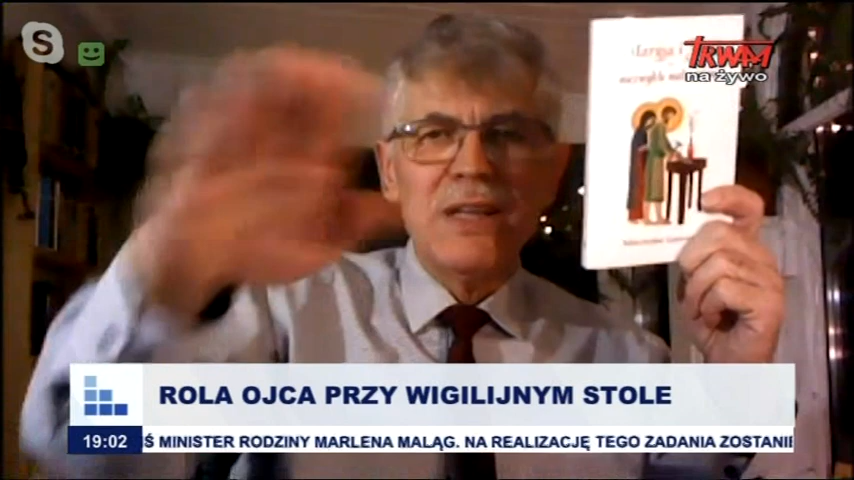 S
TRWAM
na żywo
ROLA OJCA PRZY WIGILIJNYM STOLE
19:02
Ś MINISTER RODZINY MARLENA MALĄG. NA REALIZACJĘ TEGO ZADANIA ZOSTANIE